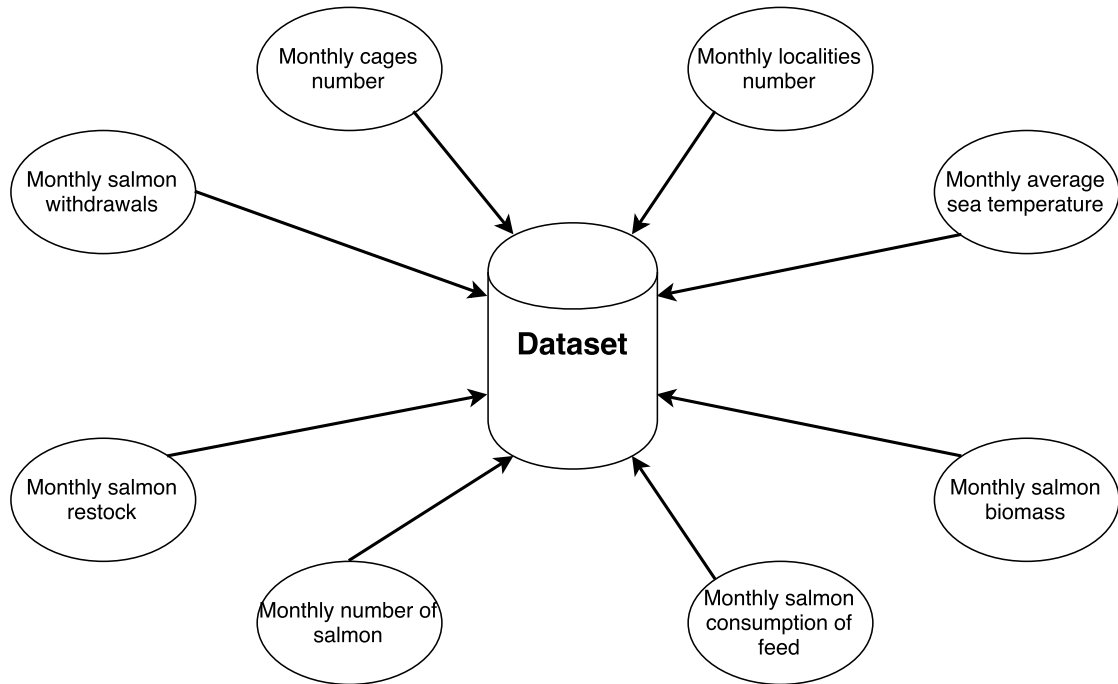 Monthly cages
number
Monthly localities
number
Monthly salmon
withdrawals
Monthly average
sea temperature
Dataset
Monthly salmon
restock
Monthly salmon
biomass
Monthly number of
salmon
Monthly salmon
consumption of
feed